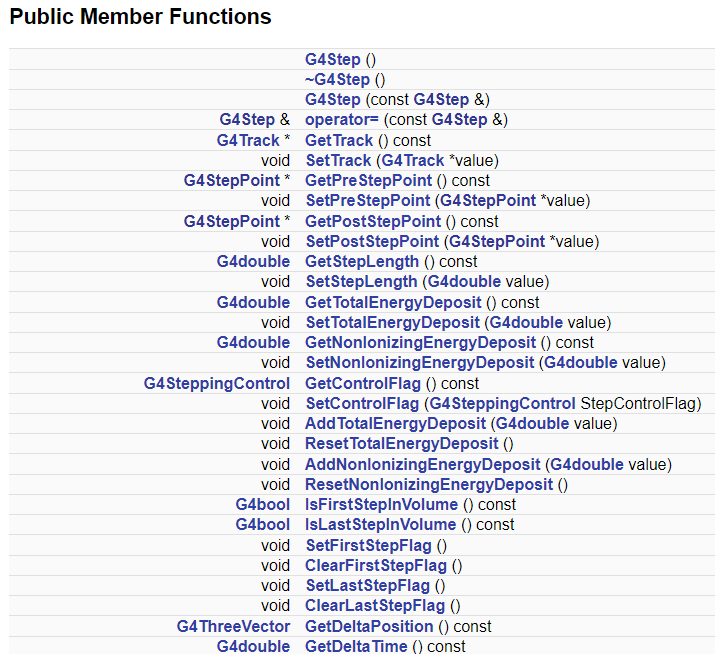 Public Member Functions
G4Step ()
~G4Step ()
G4Step (const G4Step &)
G4Step & operator= (const G4Step &)
G4Track * GetTrack () const
void SetTrack (G4Track *value)
G4StepPoint * GetPreStepPoint () const
void SetPreStepPoint (G4StepPoint *value)
G4StepPoint * GetPostStepPoint () const
void SetPostStepPoint (G4StepPoint *value)
G4double GetStepLength () const
void SetStepLength (G4double value)
G4double GetTotalEnergyDeposit () const
void SetTotalEnergyDeposit (G4double value)
G4double GetNonIonizingEnergyDeposit () const
void SetNonIonizingEnergyDeposit (G4double value)
G4SteppingControl GetControlFlag () const
void SetControlFlag (G4SteppingControl StepControlFlag)
void AddTotalEnergyDeposit (G4double value)
void ResetTotalEnergyDeposit ()
void AddNonIonizingEnergyDeposit (G4double value)
void ResetNonIonizingEnergyDeposit ()
G4bool IsFirstStepInVolume () const
G4bool IsLastStepInVolume () const
void SetFirstStepFlag ()
void ClearFirstStepFlag ()
void SetLastStepFlag ()
void ClearLastStepFlag ()
G4ThreeVector GetDeltaPosition () const
G4double GetDeltaTime () const